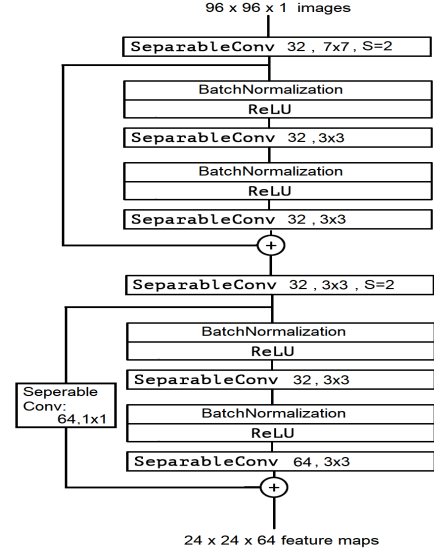 96 x 96 x 1 images
SeparableConv 32 , 7x7, S=2
BatchNormalization
ReLU
SeparableConv 32 ,3x3
BatchNormalization
ReLU
SeparableConv 32 , 3x3
+
SeparableConv 32 , 3x3 , S=2
BatchNormalization
ReLU
SeparableConv 32, 3x3
Seperable
Conv:
64,1x1
BatchNormalization
ReLU
SeparableConv 64, 3x3
+
24 x 24 x 64 feature maps